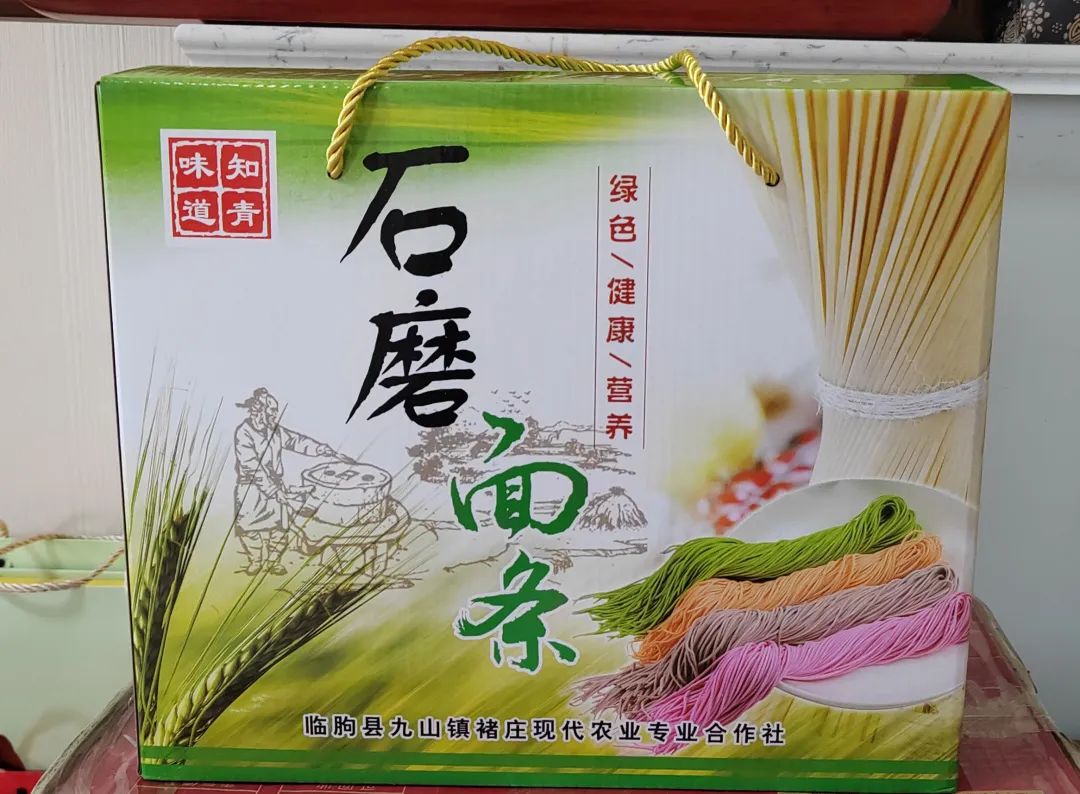 知青
味道
石磨
面条
绿色/健康/营养
临朐县九山镇褚庄现代农业专业合作社